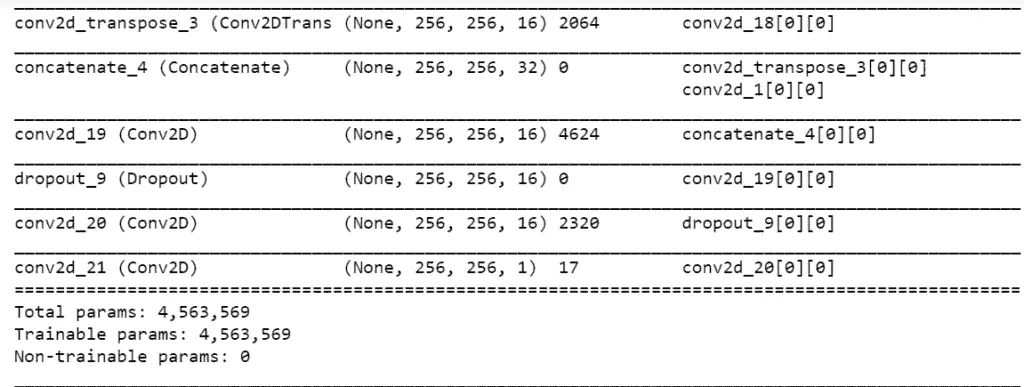 conv2d_transpose_3 (Conv2DTrans (None, 256, 256, 16) 2064 conv2d_18[0][0]
concatenate_4 (Concatenate) (None, 256, 256, 32) 0 conv2d_transpose_3[0][0]
conv2d_1[0][0]
conv2d_19 (Conv2D) (None, 256, 256, 16) 4624 concatenate_4[0][0]
dropout_9 (Dropout) (None, 256, 256, 16) 0 conv2d_19[0][0]
conv2d_20 (Conv2D) (None, 256, 256, 16) 2320 dropout_9[0][0]
conv2d_21 (Conv2D) (None, 256, 256, 1) 17 conv2d_20[0][0]
Total params: 4,563,569
Trainable params: 4,563,569
Non-trainable params: 0